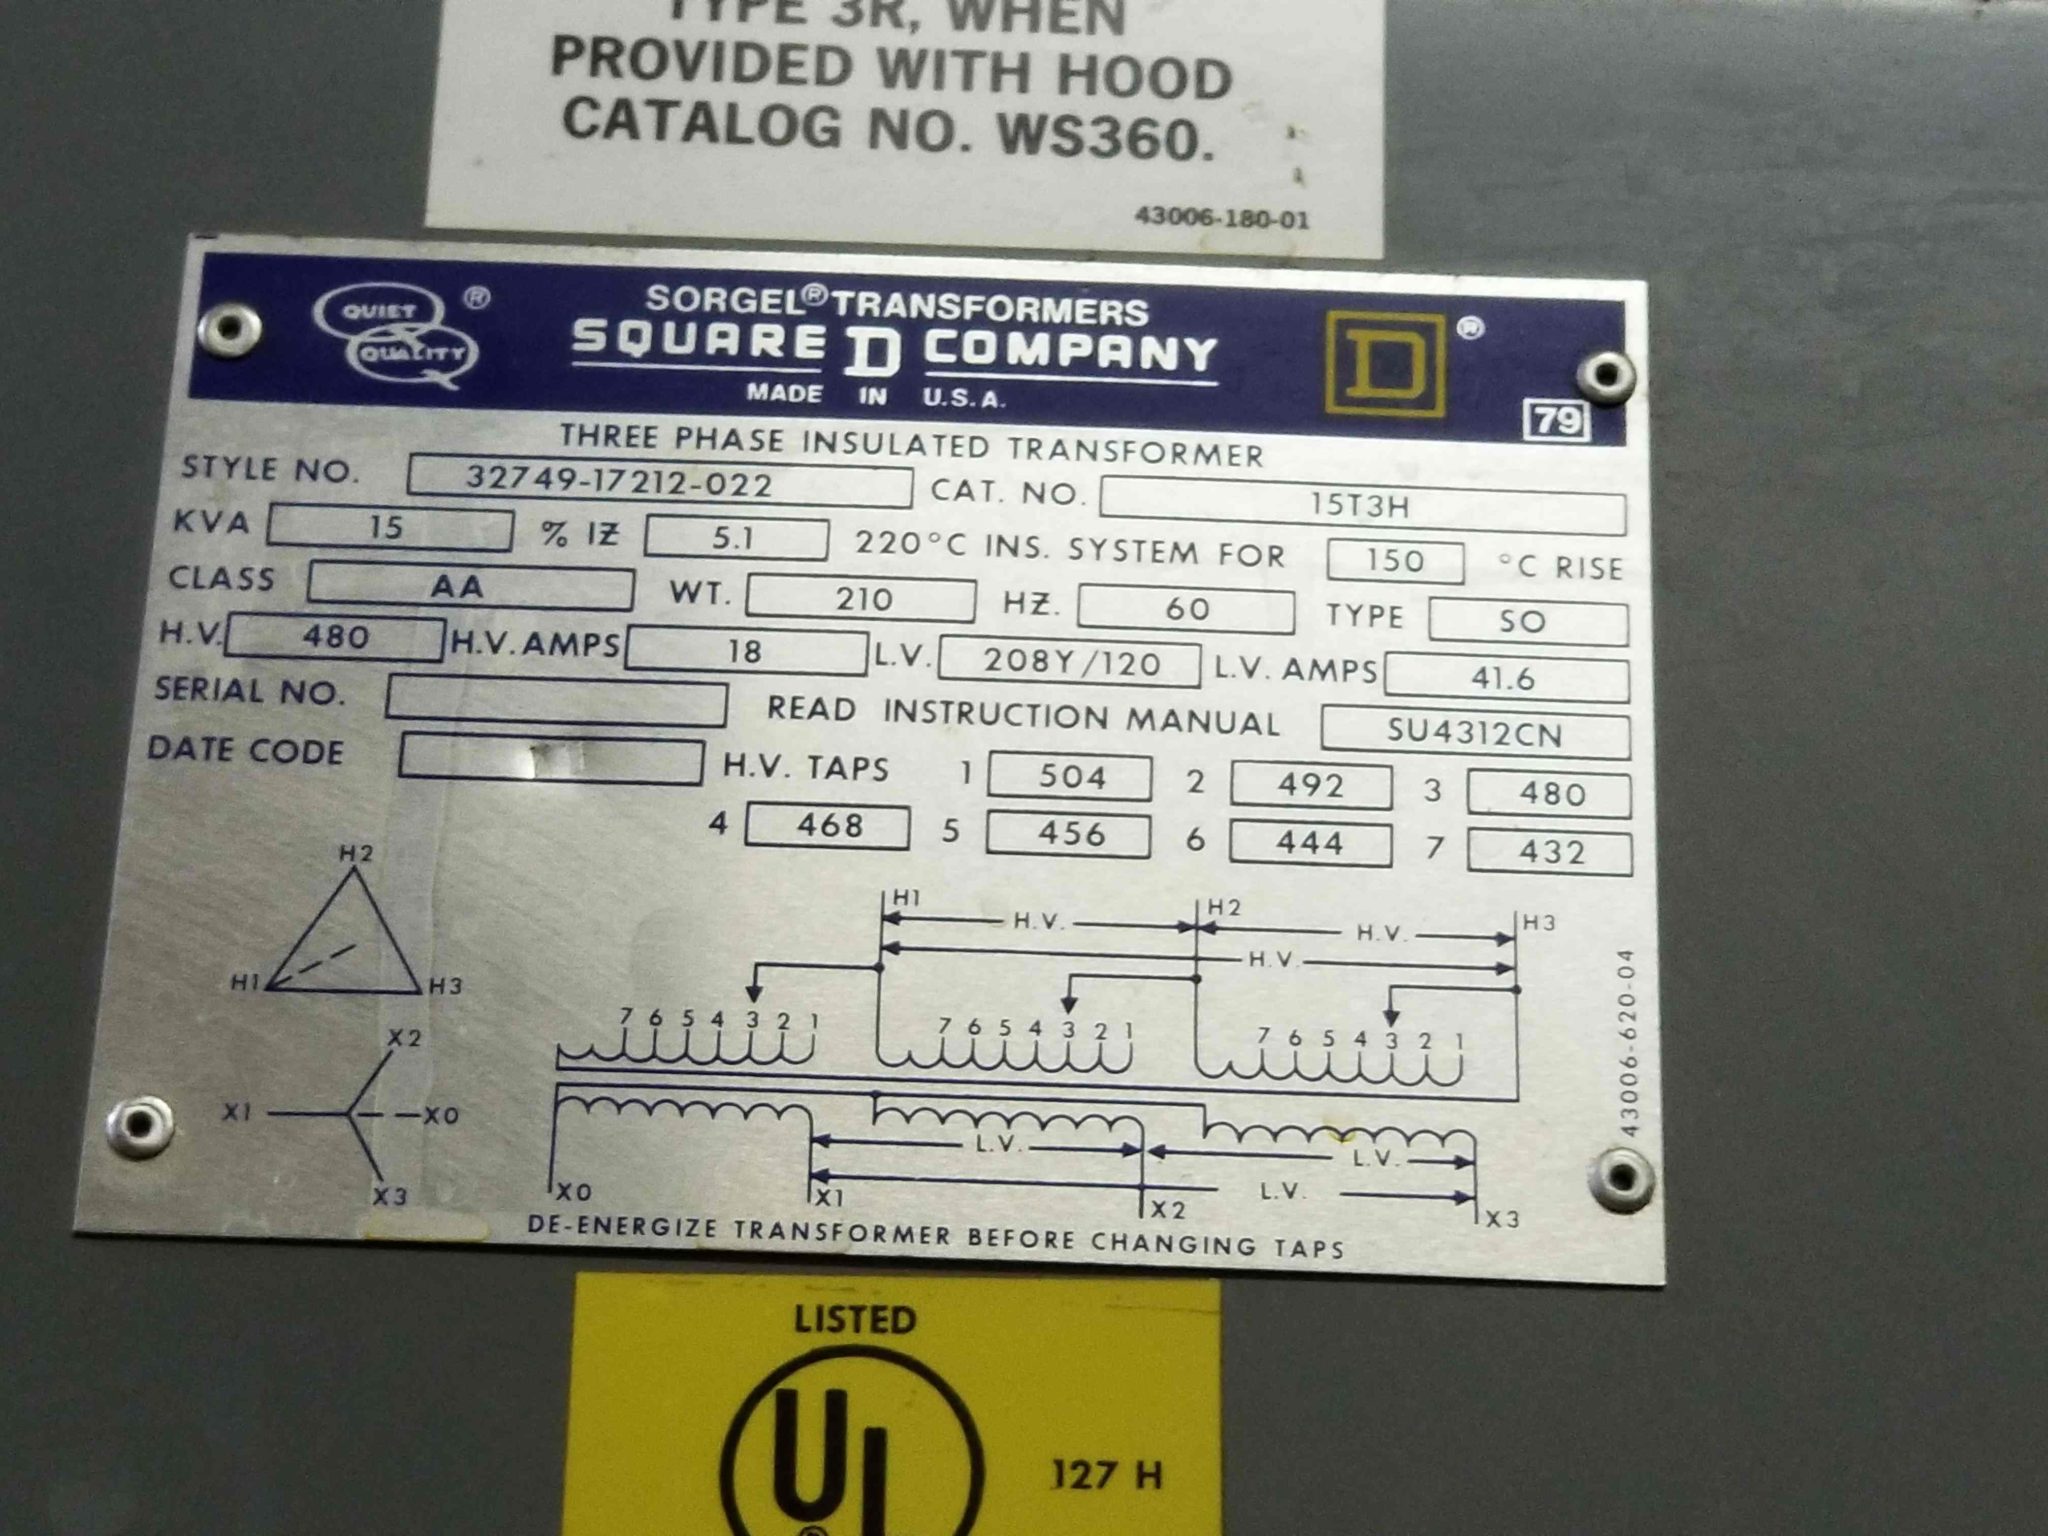 TYPE 3R, WHEN
PROVIDED WITH HOOD
CATALOG NO. WS360.
43006-180-01
QUIET
QUALITY
®
SORGEL® TRANSFORMERS
SQUARE D COMPANY
MADE IN U.S.A.
D ®
79
THREE PHASE INSULATED TRANSFORMER
STYLE NO. 32749-17212-022 CAT. NO. 15T3H
KVA 15 % IZ 5.1 220°C INS. SYSTEM FOR 150 °C RISE
CLASS AA WT. 210 HZ. 60 TYPE SO
H.V. 480 H.V. AMPS 18 L.V. 208Y/120 L.V. AMPS 41.6
SERIAL NO. READ INSTRUCTION MANUAL SU4312CN
DATE CODE H.V. TAPS 1 504 2 492 3 480
4 468 5 456 6 444 7 432
H2
H1 H3
X2
X1 X0
X3
H1 H.V. H2 H.V. H3
H.V.
7 6 5 4 3 2 1 7 6 5 4 3 2 1 7 6 5 4 3 2 1
L.V. L.V.
L.V.
X0 X1 X2 X3
43006-620-04
DE-ENERGIZE TRANSFORMER BEFORE CHANGING TAPS
LISTED
UL
®
127 H